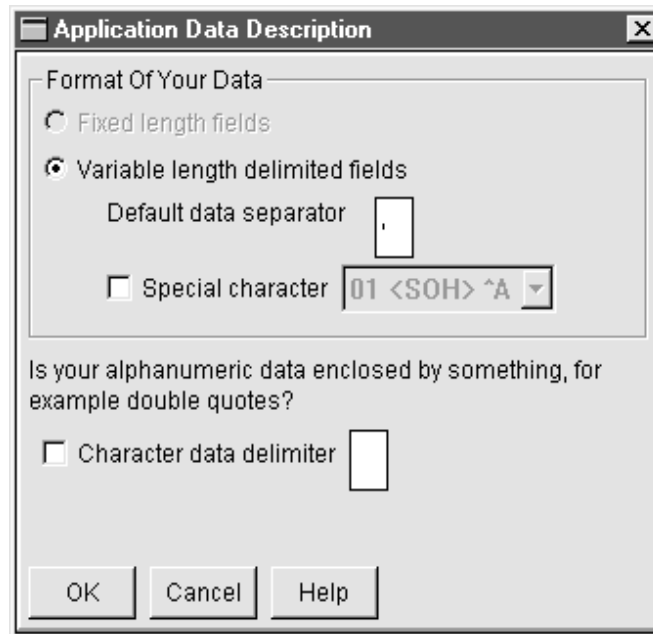 Application Data Description
Format Of Your Data
Fixed length fields
Variable length delimited fields
Default data separator ,
Special character 01 <SOH> ^A
Is your alphanumeric data enclosed by something, for
example double quotes?
Character data delimiter
OK Cancel Help